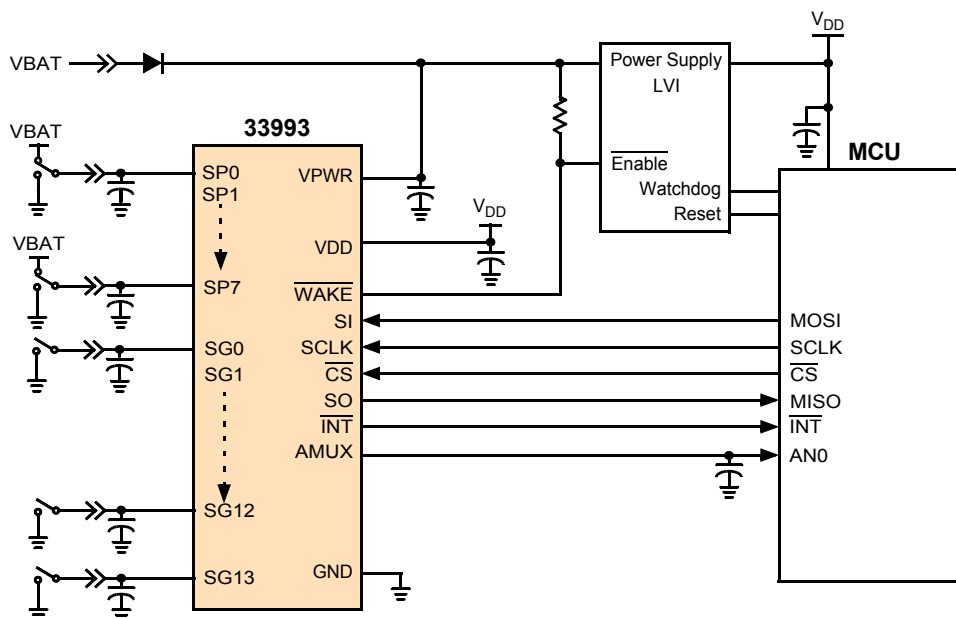 VDD
VBAT
Power Supply
LVI
33993
VBAT
Enable
MCU
SP0
VPWR
SP1
Watchdog
VDD
Reset
VDD
VBAT
SP7
WAKE
SI
MOSI
SG0
SCLK
SCLK
SG1
CS
CS
SO
MISO
INT
INT
AMUX
AN0
SG12
GND
SG13